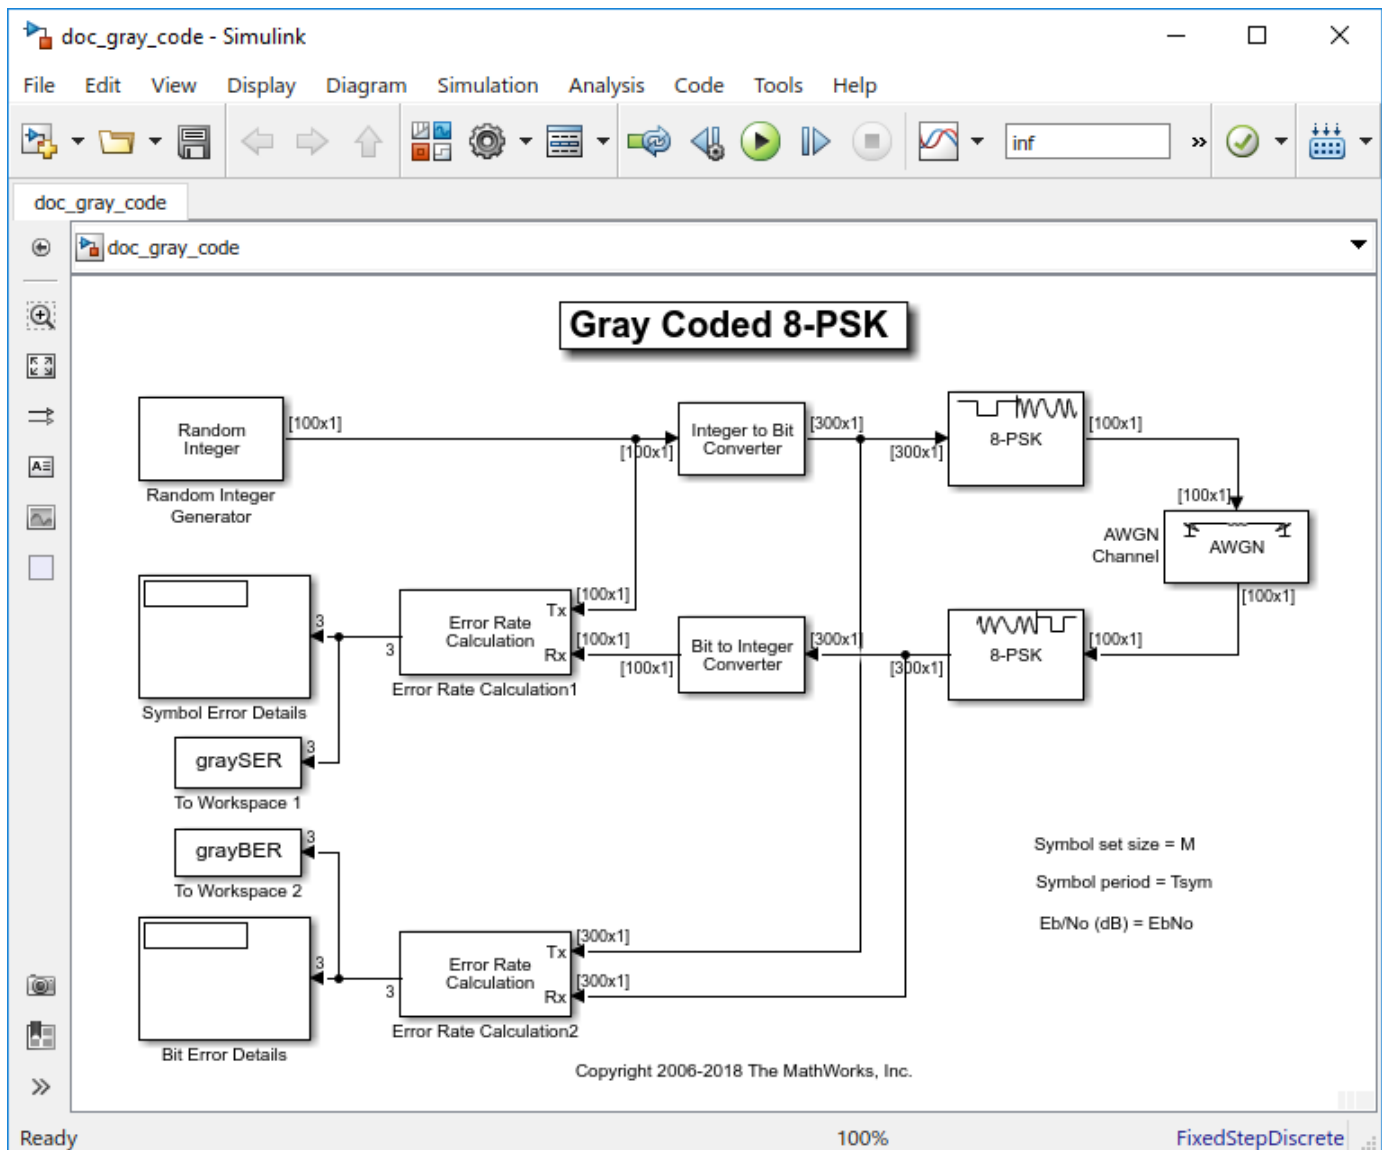 doc_gray_code - Simulink
File Edit View Display Diagram Simulation Analysis Code Tools Help
inf
doc_gray_code
doc_gray_code
Gray Coded 8-PSK
Random
Integer
[100x1]
Random Integer
Generator
[100x1]
Integer to Bit
Converter
[300x1]
[300x1]
8-PSK
[100x1]
[100x1]
AWGN
Channel
AWGN
[100x1]
3
Symbol Error Details
3
Error Rate
Calculation
Tx
Rx
[100x1]
[100x1]
Error Rate Calculation1
[100x1]
Bit to Integer
Converter
[300x1]
[300x1]
8-PSK
[100x1]
graySER
3
To Workspace 1
grayBER
3
To Workspace 2
Symbol set size = M
Symbol period = Tsym
Eb/No (dB) = EbNo
3
Bit Error Details
3
Error Rate
Calculation
Tx
Rx
[300x1]
[300x1]
Error Rate Calculation2
Copyright 2006-2018 The MathWorks, Inc.
Ready 100% FixedStepDiscrete